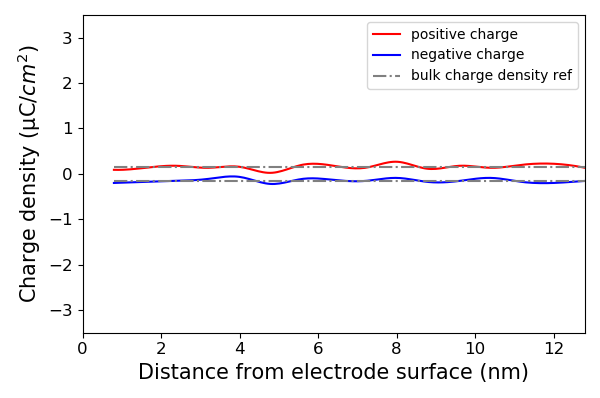 positive charge
negative charge
bulk charge density ref
Charge density (μC/cm²)
3
2
1
0
−1
−2
−3
0 2 4 6 8 10 12
Distance from electrode surface (nm)